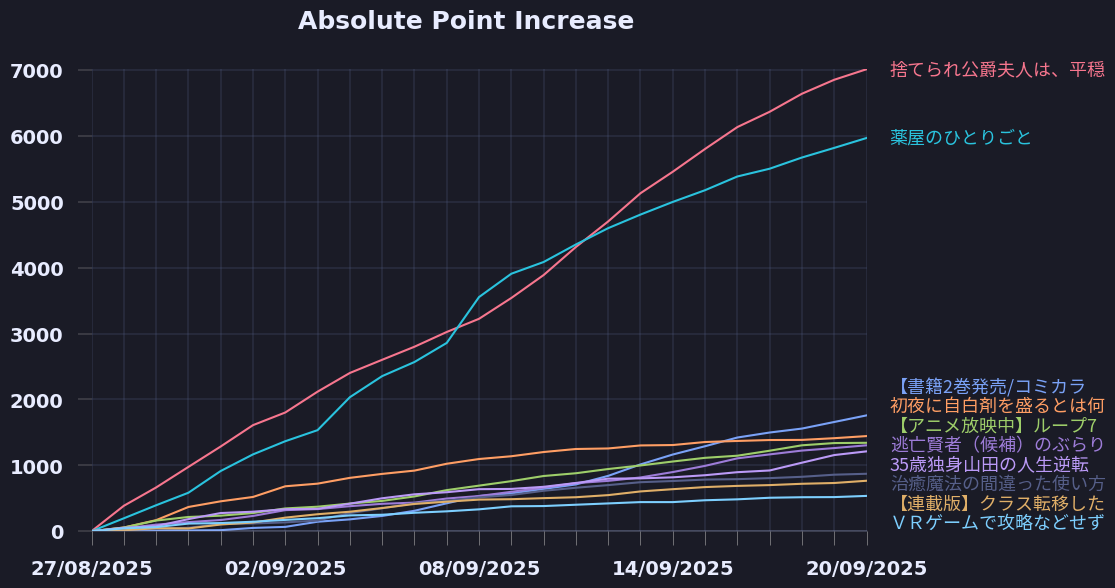 Absolute Point Increase
7000
6000
5000
4000
3000
2000
1000
0
捨てられ公爵夫人は、平穏
薬屋のひとりごと
【書籍2巻発売/コミカラ
初夜に自白剤を盛るとは何
【アニメ放映中】ループ7
逃亡賢者（候補）のぶらり
35歳独身山田の人生逆転
治癒魔法の間違った使い方
【連載版】クラス転移した
ＶＲゲームで攻略などせず
27/08/2025
02/09/2025
08/09/2025
14/09/2025
20/09/2025